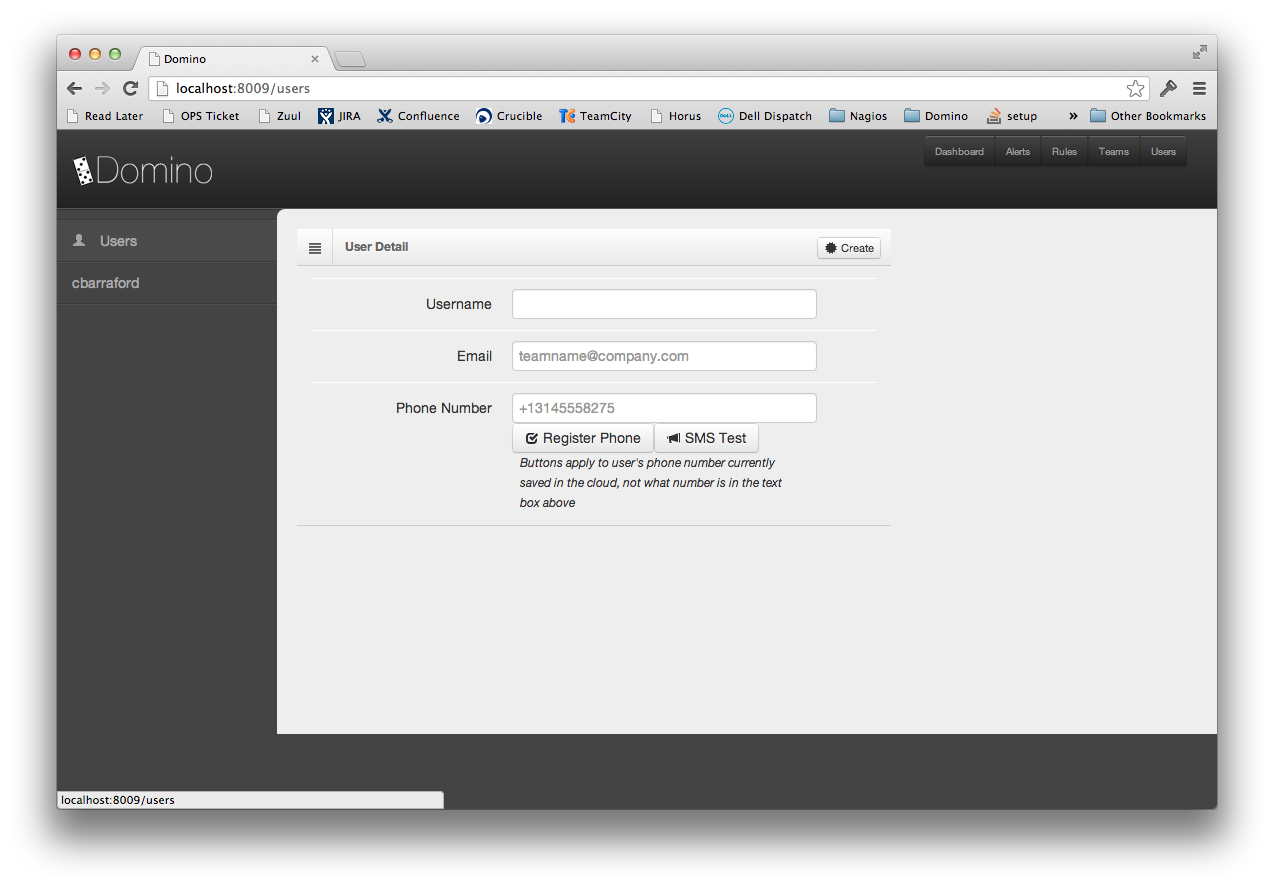 Domino
localhost:8009/users
Read Later OPS Ticket Zuul JIRA Confluence Crucible TeamCity Horus Dell Dispatch Nagios Domino setup » Other Bookmarks
Domino
Dashboard Alerts Rules Teams Users
Users
cbarraford
User Detail
Create
Username
Email teamname@company.com
Phone Number +13145558275
Register Phone SMS Test
Buttons apply to user's phone number currently
saved in the cloud, not what number is in the text
box above
localhost:8009/users